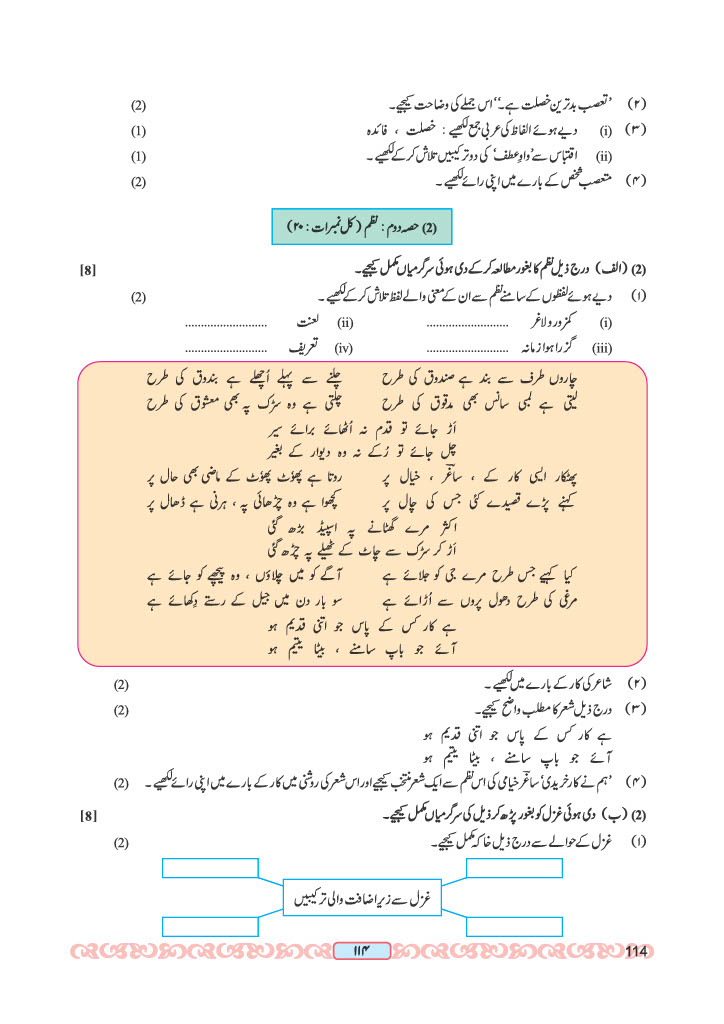 (۲) ’’تعصب بدترین خصلت ہے۔‘‘ اس جملے کی وضاحت کیجیے۔ (2)
(۳) (i) دیے ہوئے الفاظ کی عربی جمع لکھیے : خصلت ، فائدہ (1)
(ii) اقتباس سے ’واوِ عطف‘ کی دو ترکیبیں تلاش کر کے لکھیے۔ (1)
(۴) متعصب شخص کے بارے میں اپنی رائے لکھیے۔ (2)
(2) حصہ دوم : نظم (کل نمبرات : ۲۰)
(2) (الف) درج ذیل نظم کا بغور مطالعہ کر کے دی ہوئی سرگرمیاں مکمل کیجیے۔ [8]
(۱) دیے ہوئے لفظوں کے سامنے نظم سے ان کے معنی والے لفظ تلاش کر کے لکھیے۔ (2)
(i) کمزور و لاغر .......................... (ii) لعنت ..........................
(iii) گزرا ہوا زمانہ .......................... (iv) تعریف ..........................
چاروں طرف سے بند ہے صندوق کی طرح چلنے سے پہلے اُچھلے ہے بندوق کی طرح
لیتی ہے لمبی سانس بھی مدقوق کی طرح چلتی ہے وہ سڑک پہ بھی معشوق کی طرح
اَڑ جائے تو قدم نہ اُٹھائے برائے سیر
چل جائے تو رُکے نہ وہ دیوار کے بغیر
پھٹکار ایسی کار کے ، ساغرؔ ، خیال پر روتا ہے پھوٹ پھوٹ کے ماضی بھی حال پر
کہنے پڑے قصیدے کئی جس کی چال پر کچھوا ہے وہ چڑھائی پہ ، ہرنی ہے ڈھال پر
اکثر مرے گھٹانے پہ اسپیڈ بڑھ گئی
اُڑ کر سڑک سے چاٹ کے ٹھیلے پہ چڑھ گئی
کیا کہیے جس طرح مرے جی کو جلائے ہے آگے کو میں چلاؤں ، وہ پیچھے کو جائے ہے
مرغی کی طرح دھول پروں سے اُڑائے ہے سو بار دن میں جیل کے رستے دِکھائے ہے
ہے کار کس کے پاس جو اتنی قدیم ہو
آئے جو باپ سامنے ، بیٹا یتیم ہو
(۲) شاعر کی کار کے بارے میں لکھیے۔ (2)
(۳) درج ذیل شعر کا مطلب واضح کیجیے۔ (2)
ہے کار کس کے پاس جو اتنی قدیم ہو
آئے جو باپ سامنے ، بیٹا یتیم ہو
(۴) ’ہم نے کار خریدی‘ ساغرؔ خیامی کی اس نظم سے ایک شعر منتخب کیجیے اور اس شعر کی روشنی میں کار کے بارے میں اپنی رائے لکھیے۔ (2)
(2) (ب) دی ہوئی غزل کو بغور پڑھ کر ذیل کی سرگرمیاں مکمل کیجیے۔ [8]
(۱) غزل کے حوالے سے درج ذیل خاکہ مکمل کیجیے۔ (2)
غزل سے زیرِ اضافت والی ترکیبیں
۱۱۴
114